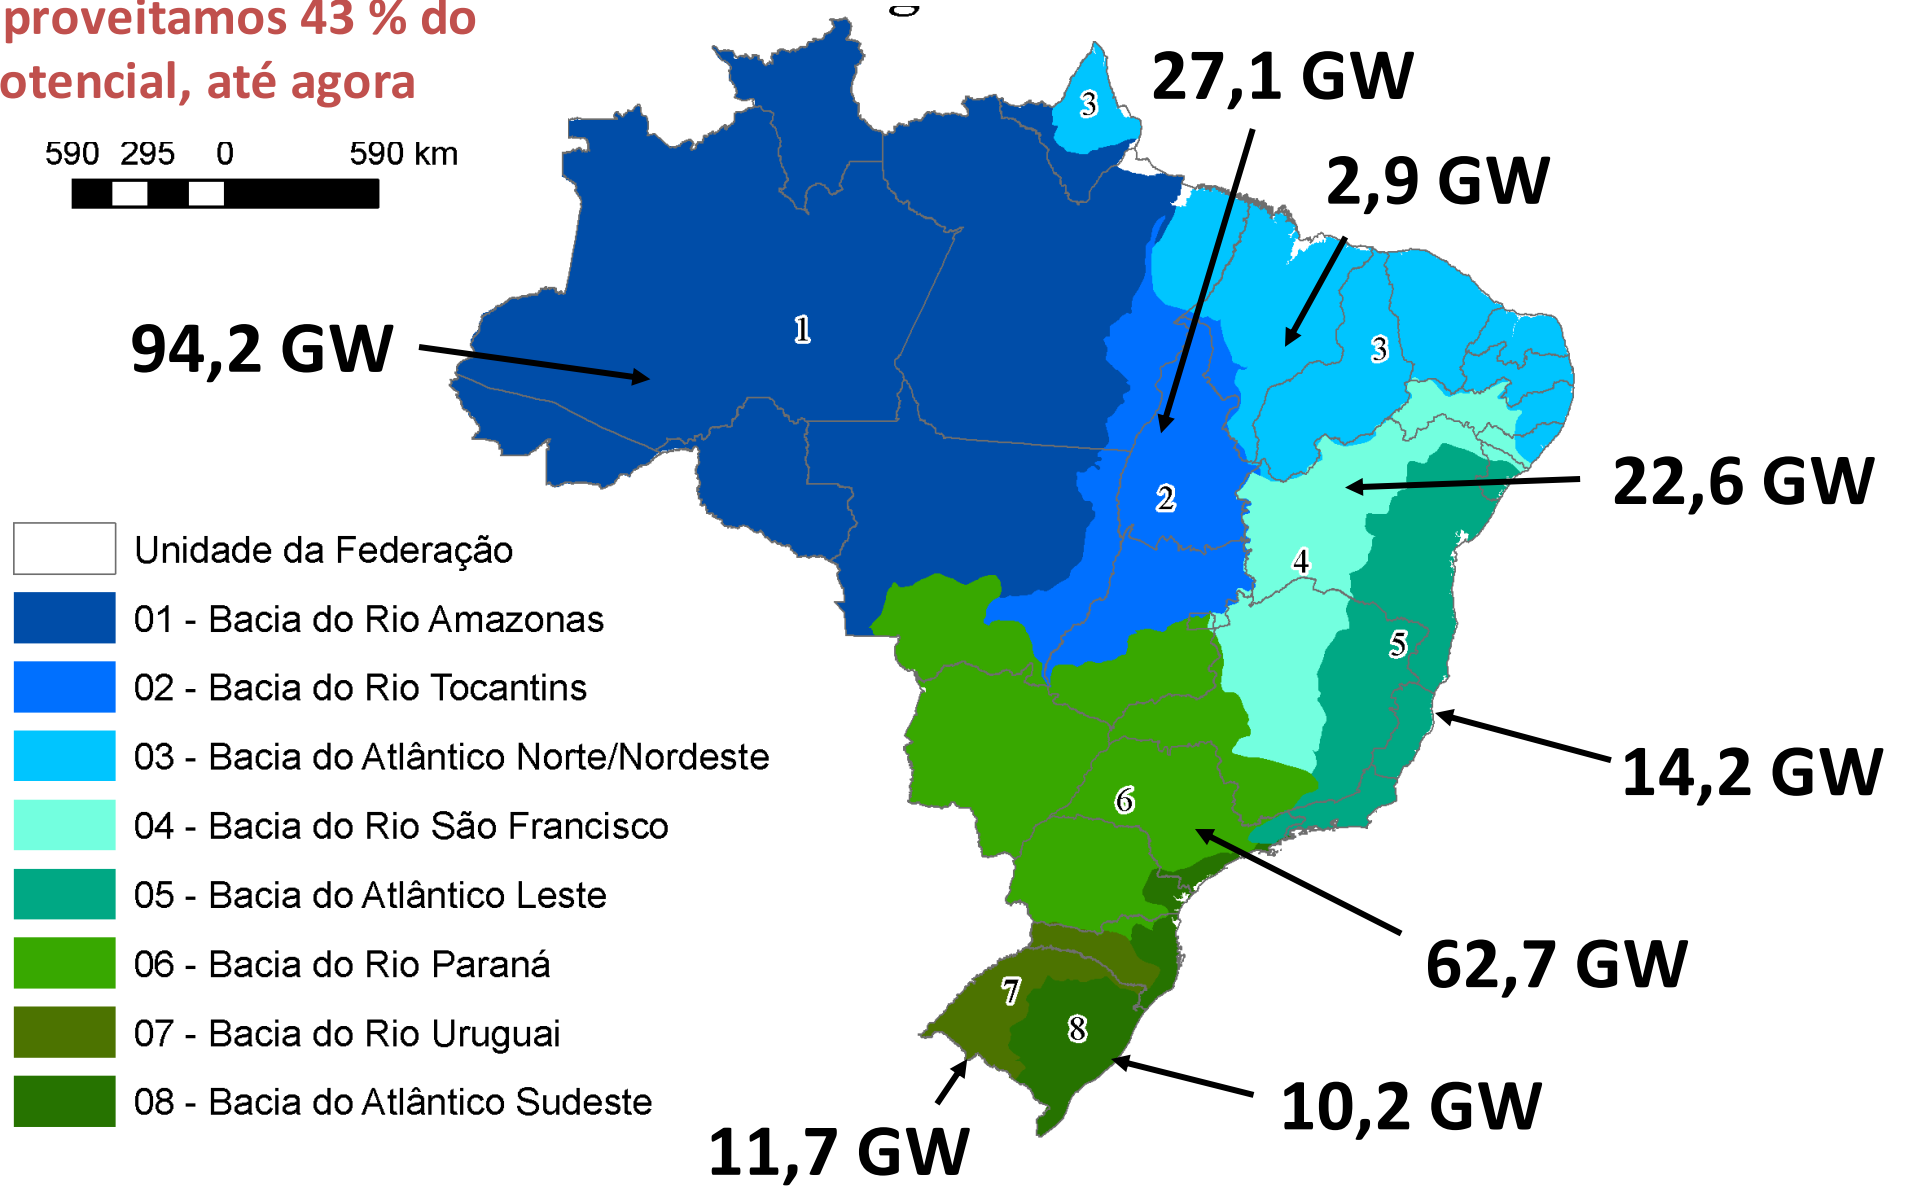 proveitamos 43 % do
otencial, até agora
590 295 0 590 km
27,1 GW
2,9 GW
94,2 GW
22,6 GW
14,2 GW
62,7 GW
10,2 GW
11,7 GW
3
1
3
2
4
5
6
7
8
Unidade da Federação
01 - Bacia do Rio Amazonas
02 - Bacia do Rio Tocantins
03 - Bacia do Atlântico Norte/Nordeste
04 - Bacia do Rio São Francisco
05 - Bacia do Atlântico Leste
06 - Bacia do Rio Paraná
07 - Bacia do Rio Uruguai
08 - Bacia do Atlântico Sudeste